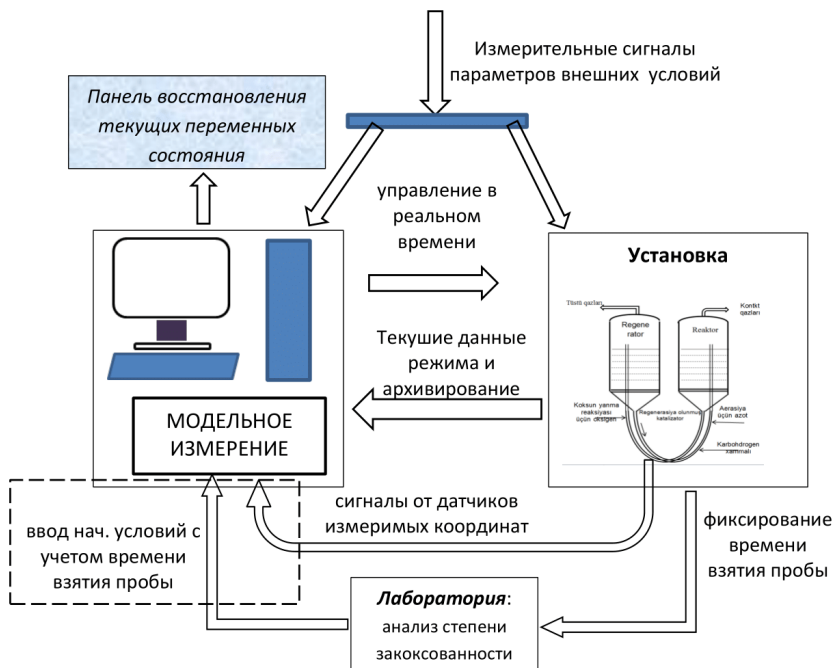 Измерительные сигналы
параметров внешних условий
Панель восстановления
текущих переменных
состояния
управление в
реальном
времени
Установка
Tüstü qazları
Kontkt
qazları
Regene
rator
Reaktor
Текушие данные
режима и
архивирование
Koksun yanma
reaksiyası
üçün oksigen
Regenerasiya olunmuş
katalizator
Aerasiya
üçün azot
Karbohdrogen
xammalı
МОДЕЛЬНОЕ
ИЗМЕРЕНИЕ
сигналы от датчиков
измеримых координат
ввод нач. условий с
учетом времени
взятия пробы
фиксирование
времени
взятия пробы
Лаборатория:
анализ степени
закоксованности